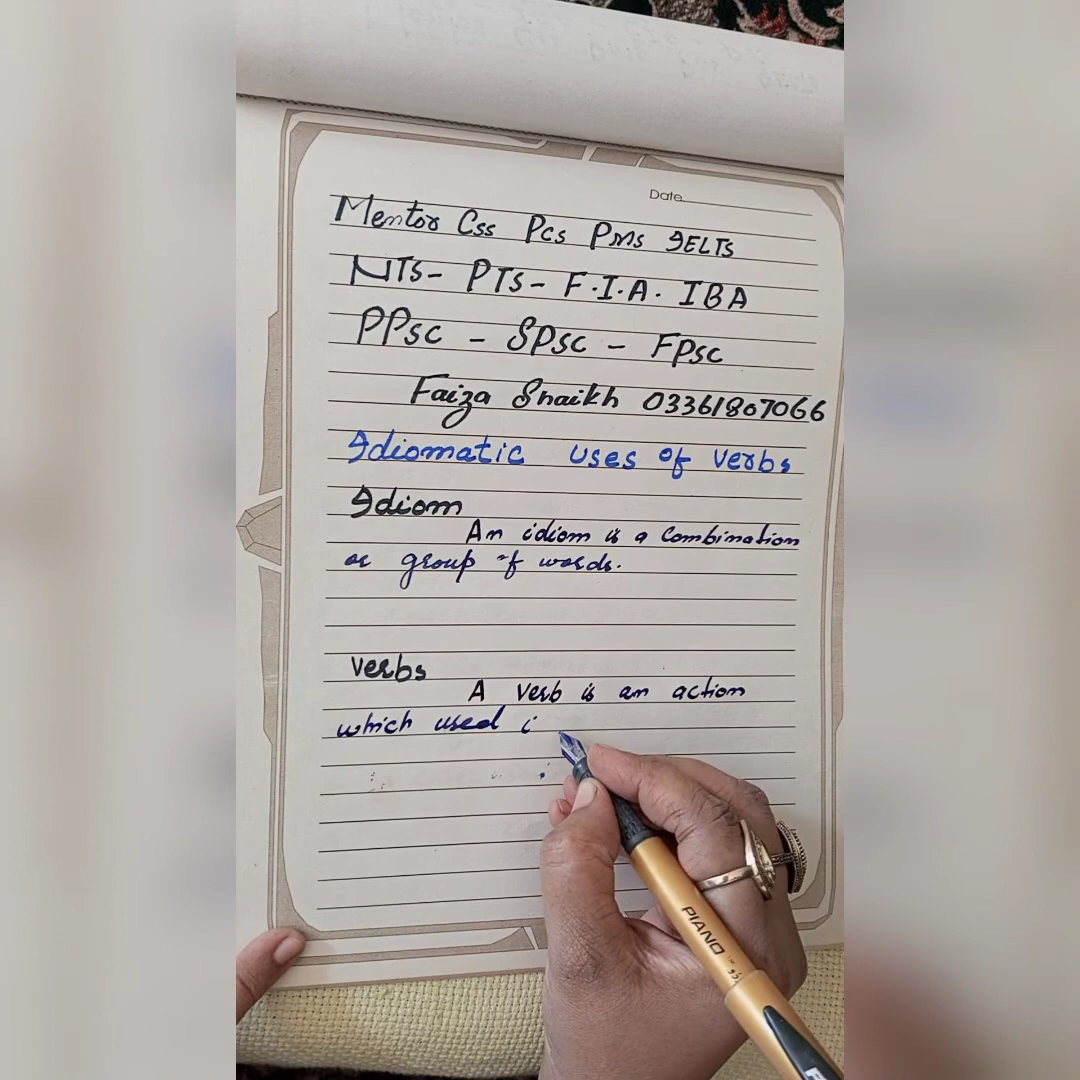 Date
Mentor Css Pcs PMs IELTS
NTS- PTS- F.I.A. IBA
PPsc - SPsc - FPsc
Faiza Shaikh 03361807066
Idiomatic uses of verbs
Idiom
An idiom is a combination
or group of words.
verbs
A verb is an action
which used i
PIANO